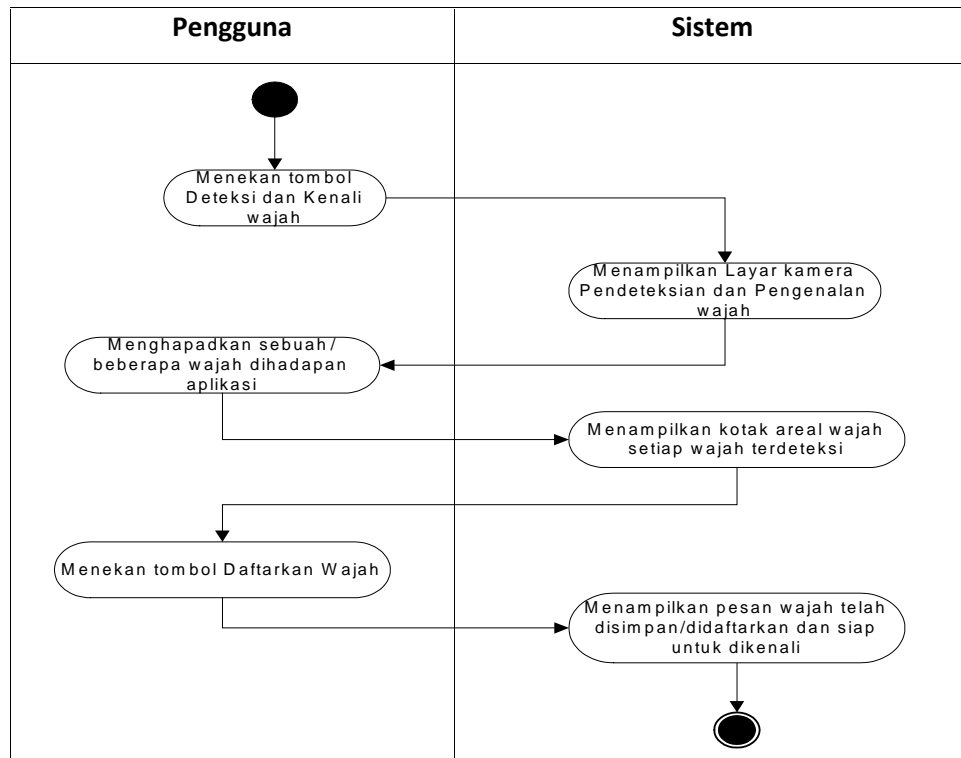 Pengguna
Sistem
Menekan tombol
Deteksi dan Kenali
wajah
Menampilkan Layar kamera
Pendeteksian dan Pengenalan
wajah
Menghapadkan sebuah/
beberapa wajah dihadapan
aplikasi
Menampilkan kotak areal wajah
setiap wajah terdeteksi
Menekan tombol Daftarkan Wajah
Menampilkan pesan wajah telah
disimpan/didaftarkan dan siap
untuk dikenali